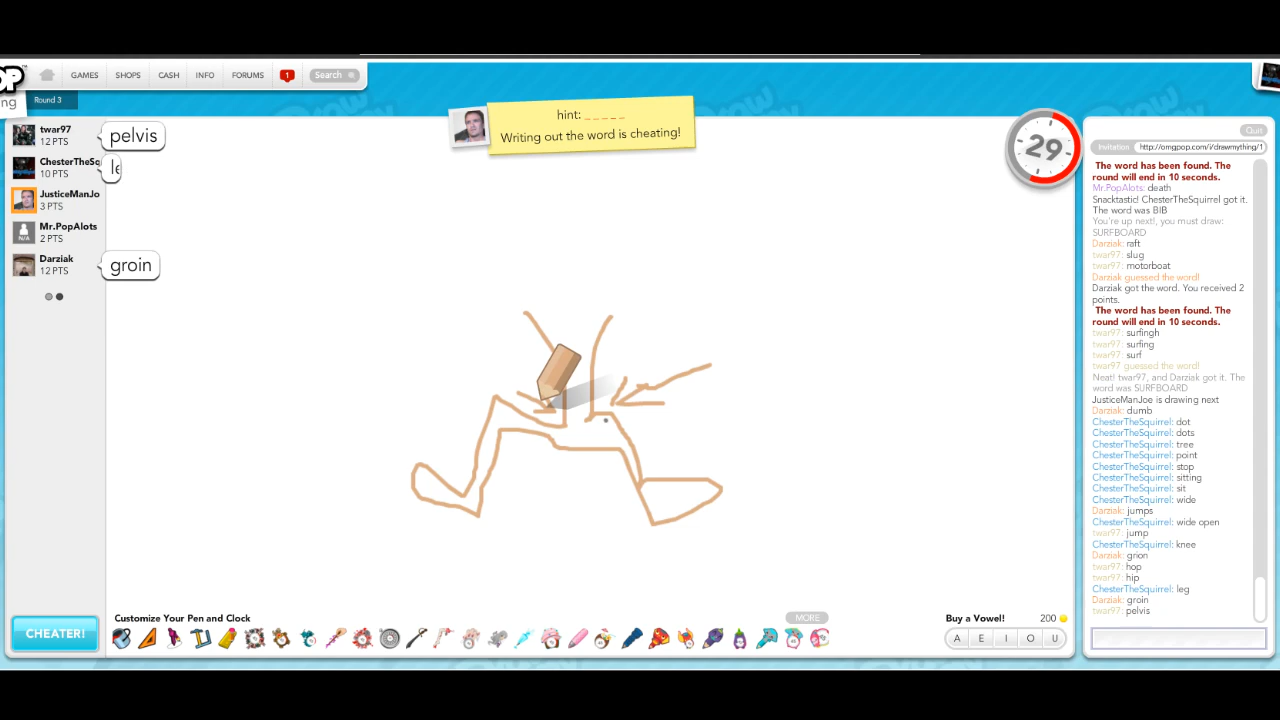 OP
GAMES SHOPS CASH INFO FORUMS 1 Search
ng Round 3
twar97
12 PTS
pelvis
ChesterTheSq
10 PTS
le
JusticeManJo
3 PTS
Mr.PopAlots
2 PTS
N/A
Darziak
12 PTS
groin
CHEATER!
hint: _ _ _ _ _
Writing out the word is cheating!
29
Customize Your Pen and Clock
MORE
Buy a Vowel! 200
A E I O U
Quit
Invitation http://omgpop.com/i/drawmything/1
The word has been found. The
round will end in 10 seconds.
Mr.PopAlots: death
Snacktastic! ChesterTheSquirrel got it.
The word was BIB
You're up next!, you must draw:
SURFBOARD
Darziak: raft
twar97: slug
twar97: motorboat
Darziak guessed the word!
Darziak got the word. You received 2
points.
The word has been found. The
round will end in 10 seconds.
twar97: surfingh
twar97: surfing
twar97: surf
twar97 guessed the word!
Neat! twar97, and Darziak got it. The
word was SURFBOARD
JusticeManJoe is drawing next
Darziak: dumb
ChesterTheSquirrel: dot
ChesterTheSquirrel: dots
ChesterTheSquirrel: tree
ChesterTheSquirrel: point
ChesterTheSquirrel: stop
ChesterTheSquirrel: sitting
ChesterTheSquirrel: sit
ChesterTheSquirrel: wide
Darziak: jumps
ChesterTheSquirrel: wide open
twar97: jump
ChesterTheSquirrel: knee
Darziak: grion
twar97: hop
twar97: hip
ChesterTheSquirrel: leg
Darziak: groin
twar97: pelvis